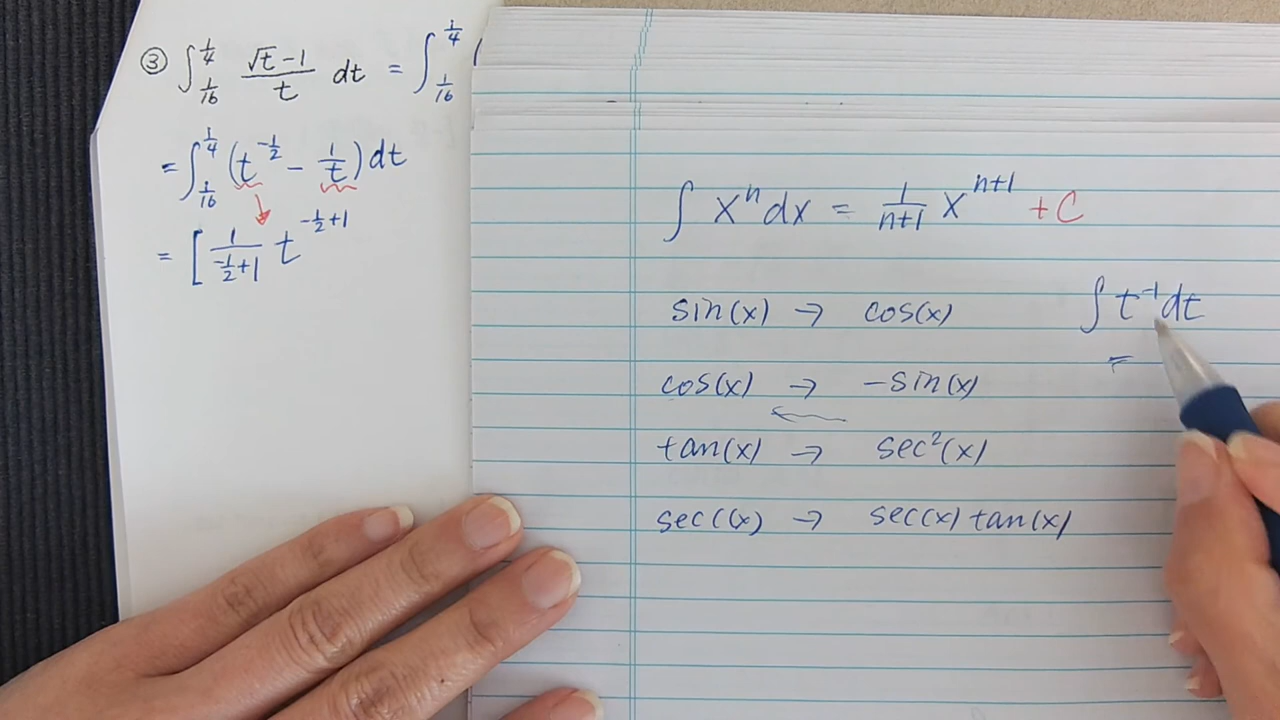 ③ ∫_{1/16}^{1/4} (√t - 1)/t dt = ∫_{1/16}^{1/4} (
= ∫_{1/16}^{1/4} (t^{-1/2} - 1/t) dt
= [ 1/(-1/2+1) t^{-1/2+1}
∫ x^n dx = 1/(n+1) x^{n+1} + C
sin(x) → cos(x)
cos(x) → -sin(x)
←
tan(x) → sec²(x)
sec((x) → sec(x) tan(x)
∫ t^{-1} dt
=